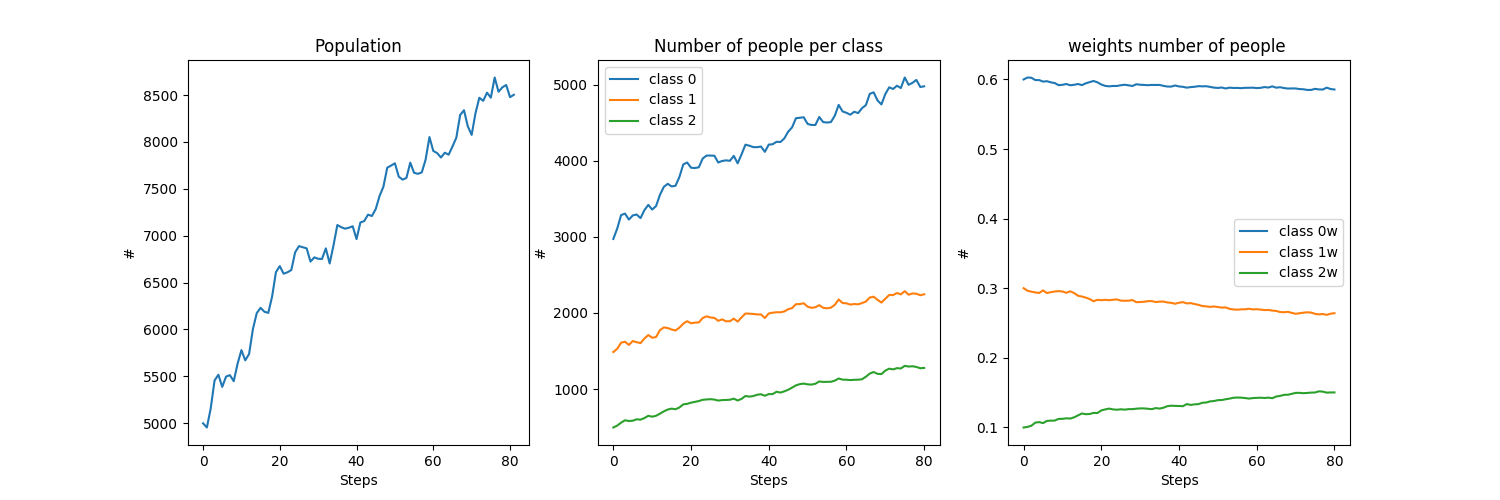 Population
8500
8000
7500
7000
6500
6000
5500
5000
#
0 20 40 60 80
Steps
Number of people per class
class 0
class 1
class 2
5000
4000
3000
2000
1000
#
0 20 40 60 80
Steps
weights number of people
0.6
0.5
0.4
0.3
0.2
0.1
#
class 0w
class 1w
class 2w
0 20 40 60 80
Steps